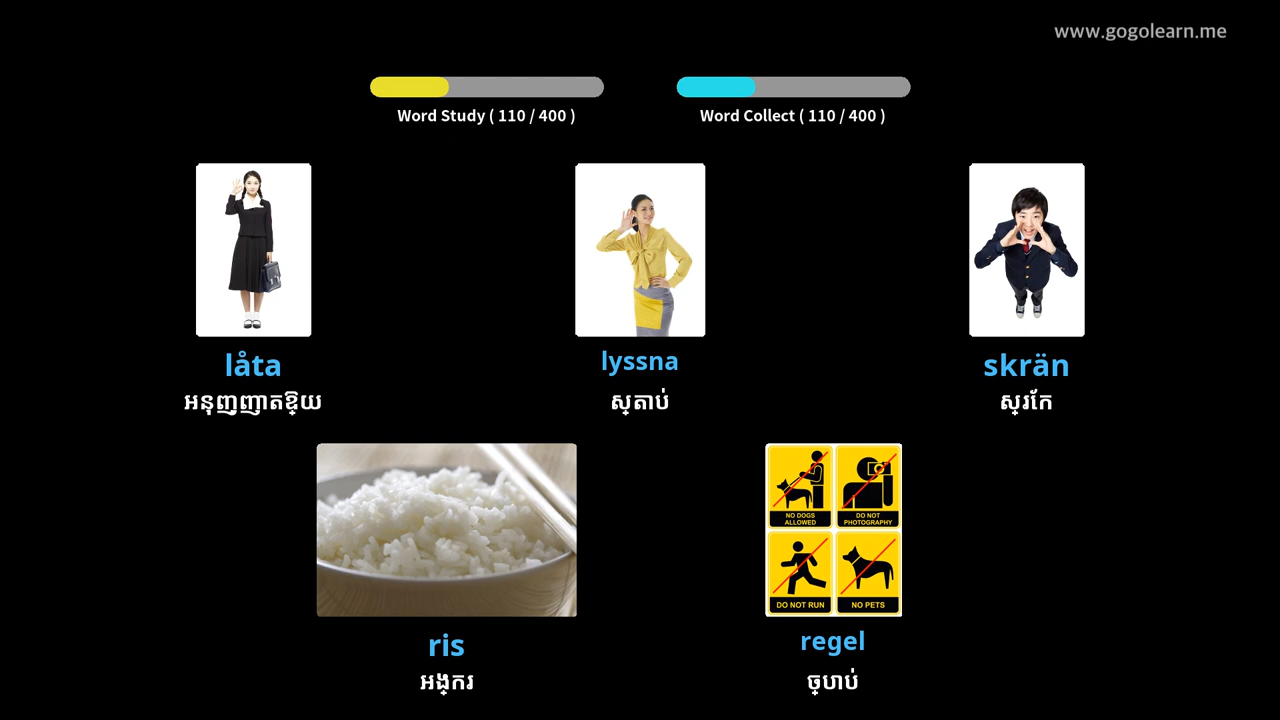 www.gogolearn.me
Word Study ( 110 / 400 )
Word Collect ( 110 / 400 )
låta
lyssna
skrän
អនុញ្ញាតឱ្យ
ស្តាប់
ស្រែក
NO DOGS
ALLOWED
DO NOT
PHOTOGRAPHY
DO NOT RUN
NO PETS
ris
regel
អង្ករ
ច្បាប់